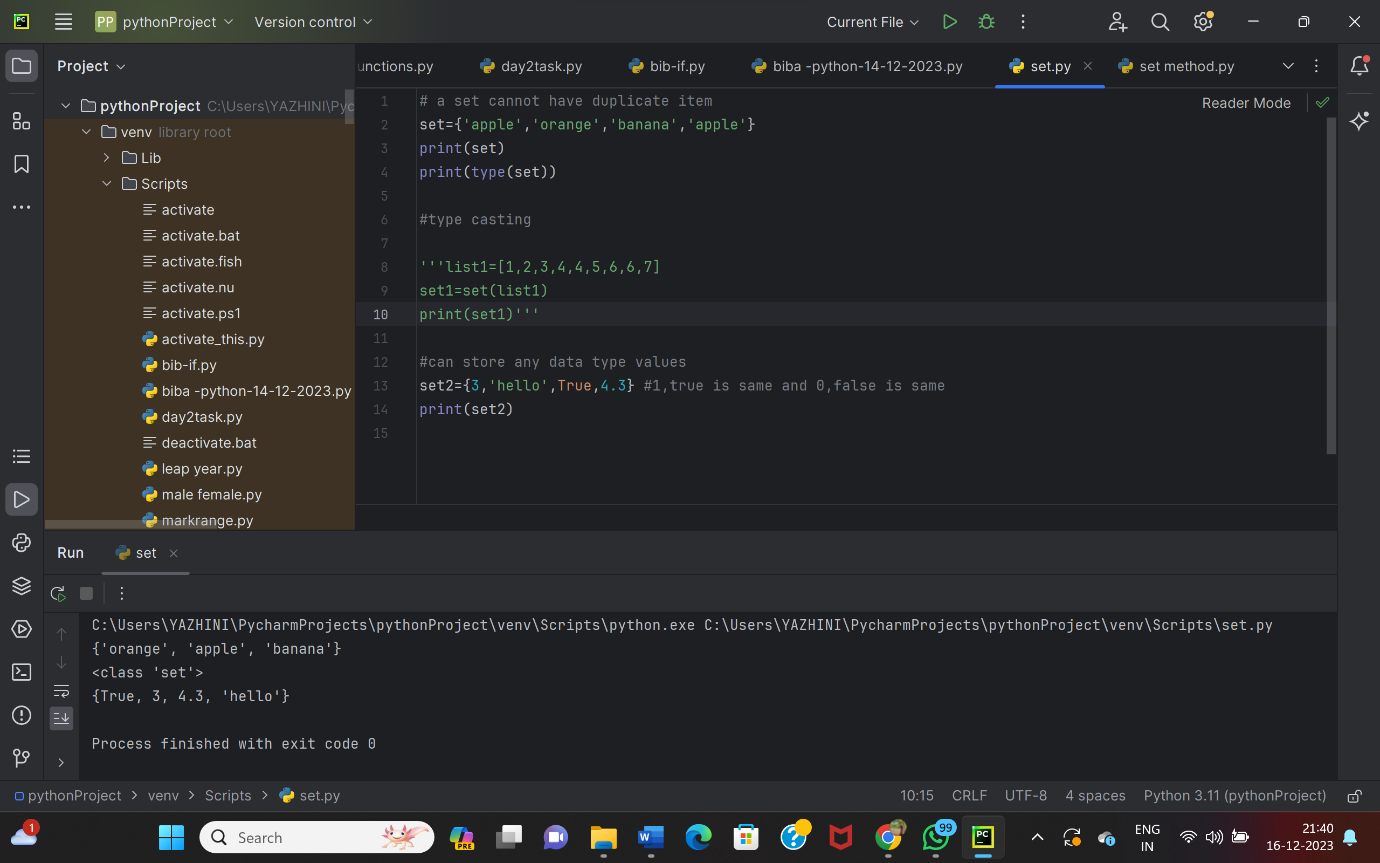 PC
PP pythonProject Version control Current File
Project
unctions.py day2task.py bib-if.py biba -python-14-12-2023.py set.py set method.py
pythonProject C:\Users\YAZHINI\Pyc
venv library root
Lib
Scripts
activate
activate.bat
activate.fish
activate.nu
activate.ps1
activate_this.py
bib-if.py
biba -python-14-12-2023.py
day2task.py
deactivate.bat
leap year.py
male female.py
markrange.py
Reader Mode
1 # a set cannot have duplicate item
2 set={'apple','orange','banana','apple'}
3 print(set)
4 print(type(set))
5
6 #type casting
7
8 '''list1=[1,2,3,4,4,5,6,6,7]
9 set1=set(list1)
10 print(set1)'''
11
12 #can store any data type values
13 set2={3,'hello',True,4.3} #1,true is same and 0,false is same
14 print(set2)
15
Run set
C:\Users\YAZHINI\PycharmProjects\pythonProject\venv\Scripts\python.exe C:\Users\YAZHINI\PycharmProjects\pythonProject\venv\Scripts\set.py
{'orange', 'apple', 'banana'}
<class 'set'>
{True, 3, 4.3, 'hello'}
Process finished with exit code 0
pythonProject > venv > Scripts > set.py 10:15 CRLF UTF-8 4 spaces Python 3.11 (pythonProject)
1
Search
PRE
W
99
PC
ENG
IN
21:40
16-12-2023